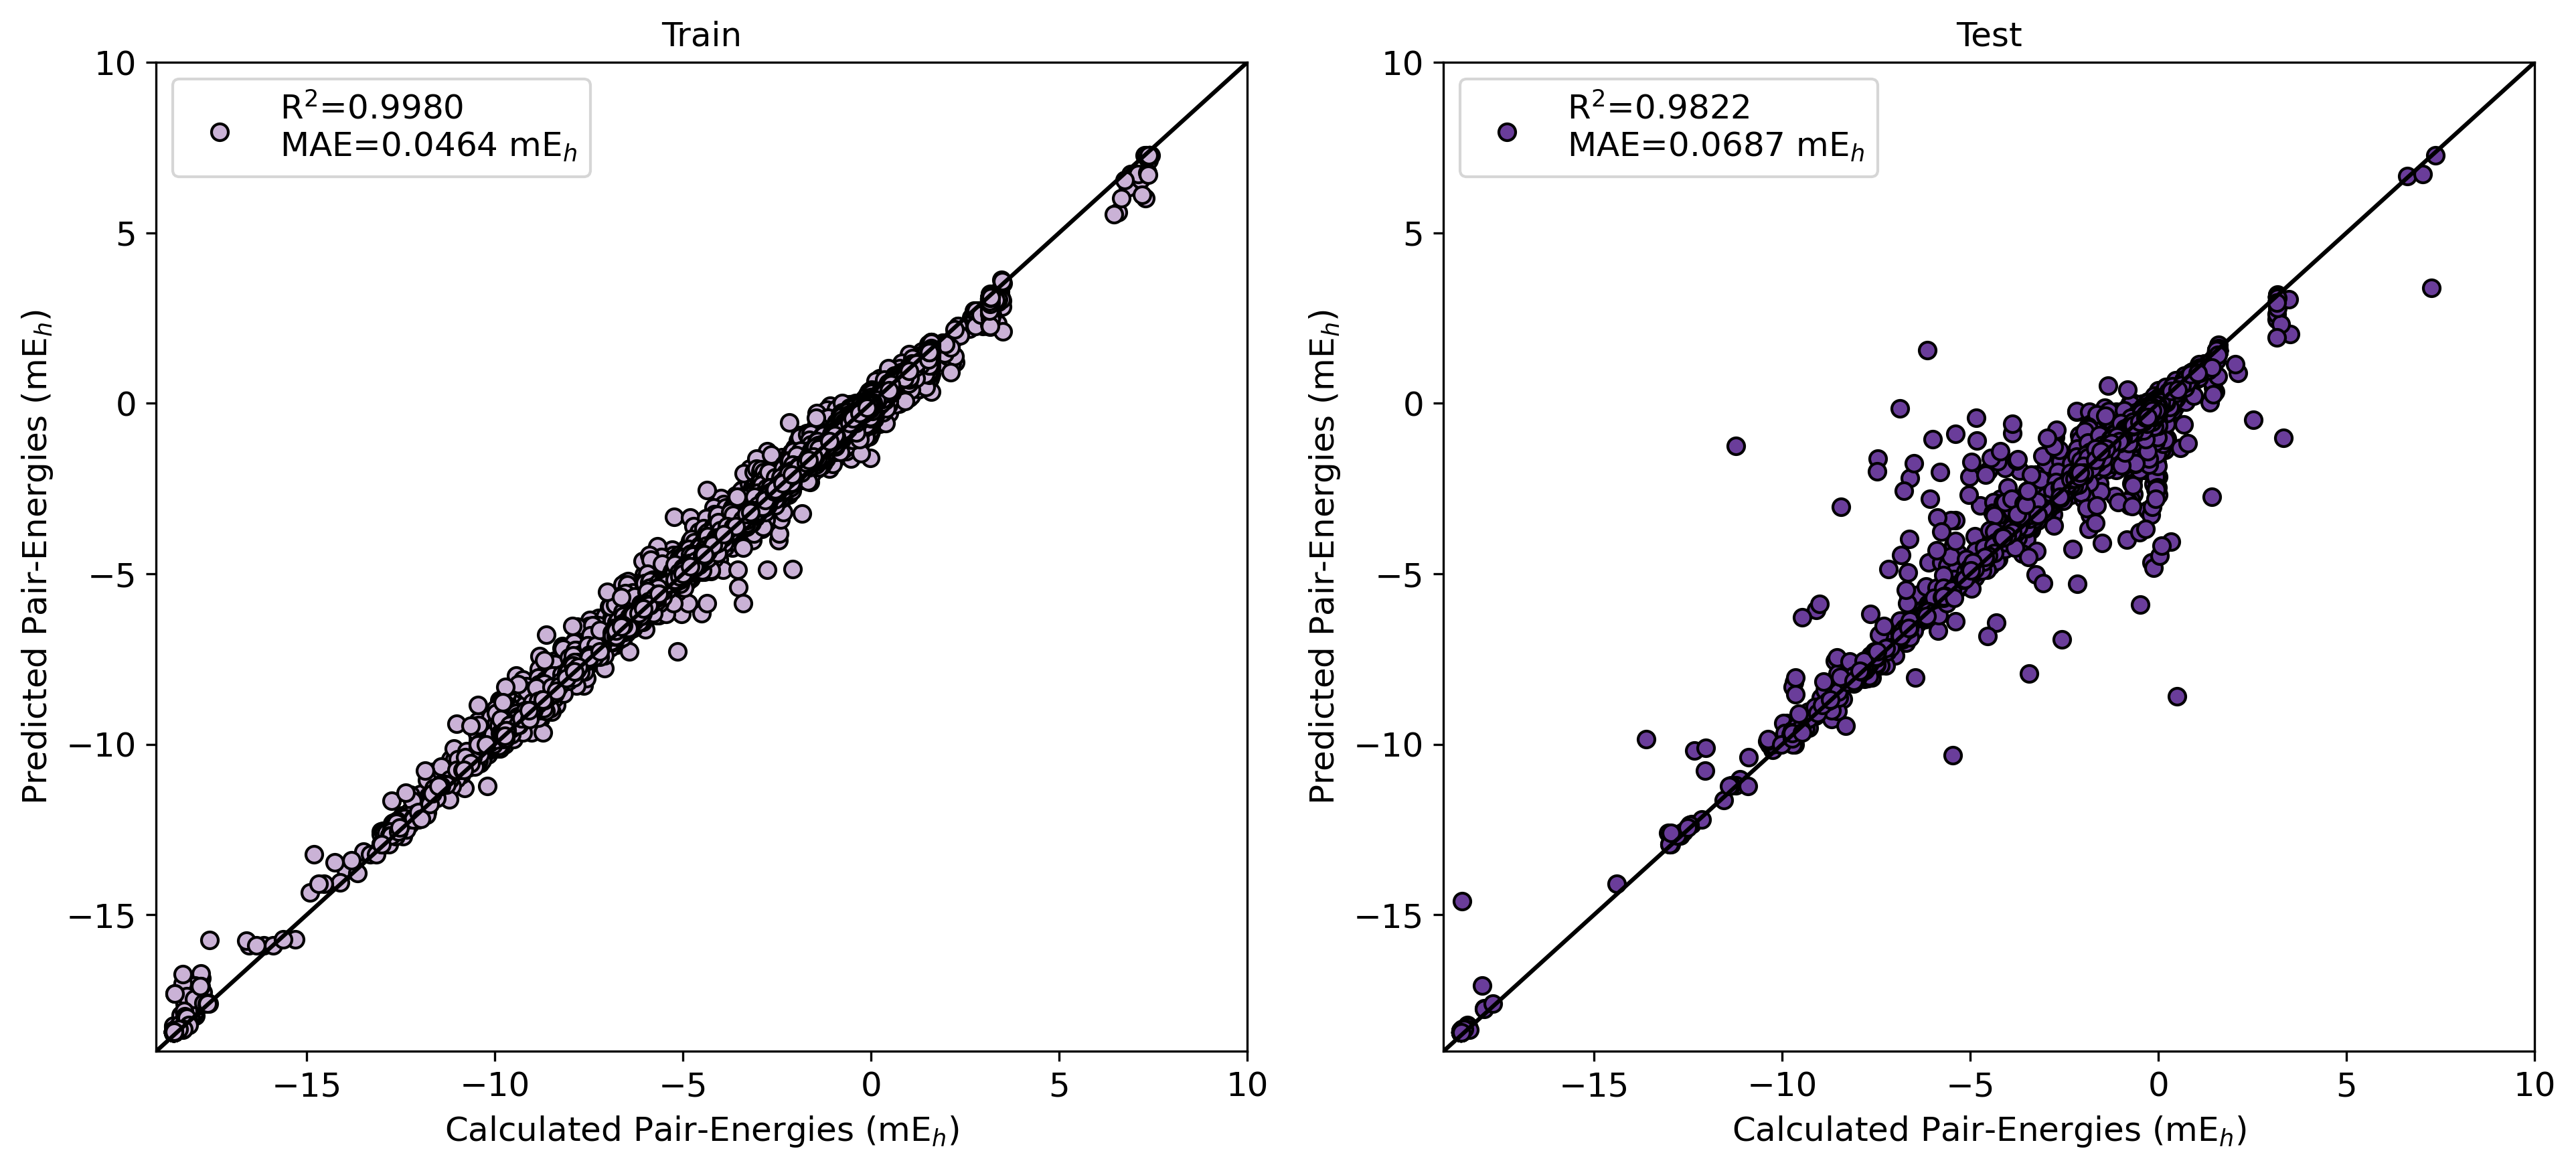 Train
R²=0.9980
MAE=0.0464 mEₕ
10
5
0
−5
−10
−15
−15
−10
−5
0
5
10
Predicted Pair-Energies (mEₕ)
Calculated Pair-Energies (mEₕ)
Test
R²=0.9822
MAE=0.0687 mEₕ
10
5
0
−5
−10
−15
−15
−10
−5
0
5
10
Predicted Pair-Energies (mEₕ)
Calculated Pair-Energies (mEₕ)